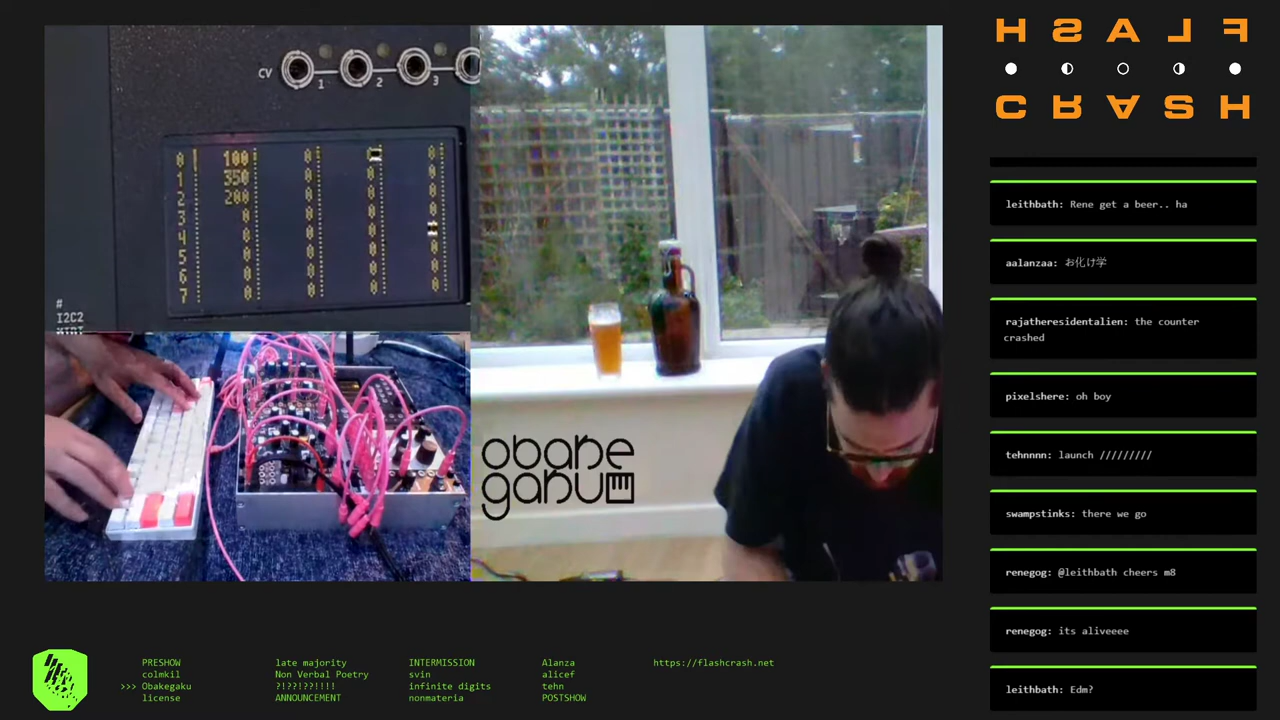 FLASH
CRASH
CV
1
2
3
0
100
0
0
0
1
350
0
0
0
2
200
0
0
0
3
0
0
0
0
4
0
0
0
5
0
0
0
0
6
0
0
0
0
7
0
0
0
0
#
I2C2
obake
gaku
leithbath: Rene get a beer.. ha
aalanzaa: お化け学
rajatheresidentalien: the counter
crashed
pixelshere: oh boy
tehnnnn: launch /////////
swampstinks: there we go
renegog: @leithbath cheers m8
renegog: its aliveeee
leithbath: Edm?
PRESHOW
colmkil
>>> Obakegaku
license
late majority
Non Verbal Poetry
?!??!??!!!!
ANNOUNCEMENT
INTERMISSION
svin
infinite digits
nonmateria
Alanza
alicef
tehn
POSTSHOW
https://flashcrash.net